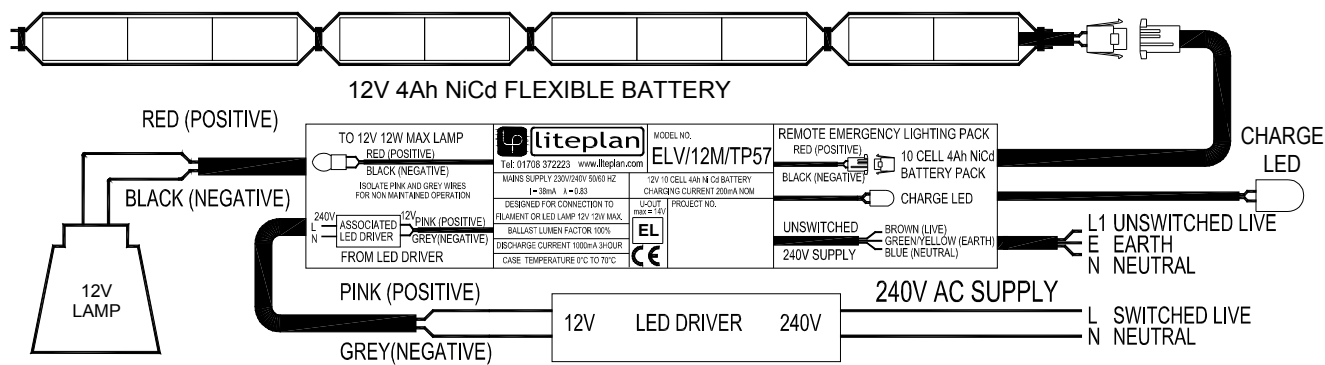 12V 4Ah NiCd FLEXIBLE BATTERY
RED (POSITIVE)
BLACK (NEGATIVE)
12V
LAMP
TO 12V 12W MAX LAMP
RED (POSITIVE)
BLACK (NEGATIVE)
ISOLATE PINK AND GREY WIRES
FOR NON MAINTAINED OPERATION
240V
L
N
ASSOCIATED
LED DRIVER
12V
PINK (POSITIVE)
GREY(NEGATIVE)
FROM LED DRIVER
liteplan
Tel: 01708 372223 www.liteplan.com
MODEL NO.
ELV/12M/TP57
MAINS SUPPLY 230V/240V 50/60 HZ
I = 38mA λ = 0.83
12V 10 CELL 4Ah Ni Cd BATTERY
CHARGING CURRENT 200mA NOM
DESIGNED FOR CONNECTION TO
FILAMENT OR LED LAMP 12V 12W MAX.
BALLAST LUMEN FACTOR 100%
DISCHARGE CURRENT 1000mA 3HOUR
CASE TEMPERATURE 0°C TO 70°C
U-OUT
max = 14V
EL
CE
PROJECT NO.
REMOTE EMERGENCY LIGHTING PACK
RED (POSITIVE)
BLACK (NEGATIVE)
10 CELL 4Ah NiCd
BATTERY PACK
CHARGE LED
UNSWITCHED
240V SUPPLY
BROWN (LIVE)
GREEN/YELLOW (EARTH)
BLUE (NEUTRAL)
CHARGE
LED
L1 UNSWITCHED LIVE
E EARTH
N NEUTRAL
240V AC SUPPLY
PINK (POSITIVE)
GREY(NEGATIVE)
12V LED DRIVER 240V
L SWITCHED LIVE
N NEUTRAL